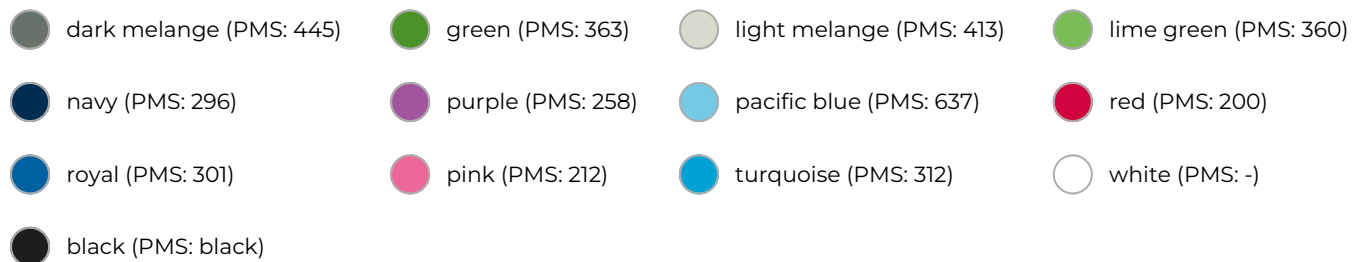 dark melange (PMS: 445)
green (PMS: 363)
light melange (PMS: 413)
lime green (PMS: 360)
navy (PMS: 296)
purple (PMS: 258)
pacific blue (PMS: 637)
red (PMS: 200)
royal (PMS: 301)
pink (PMS: 212)
turquoise (PMS: 312)
white (PMS: -)
black (PMS: black)